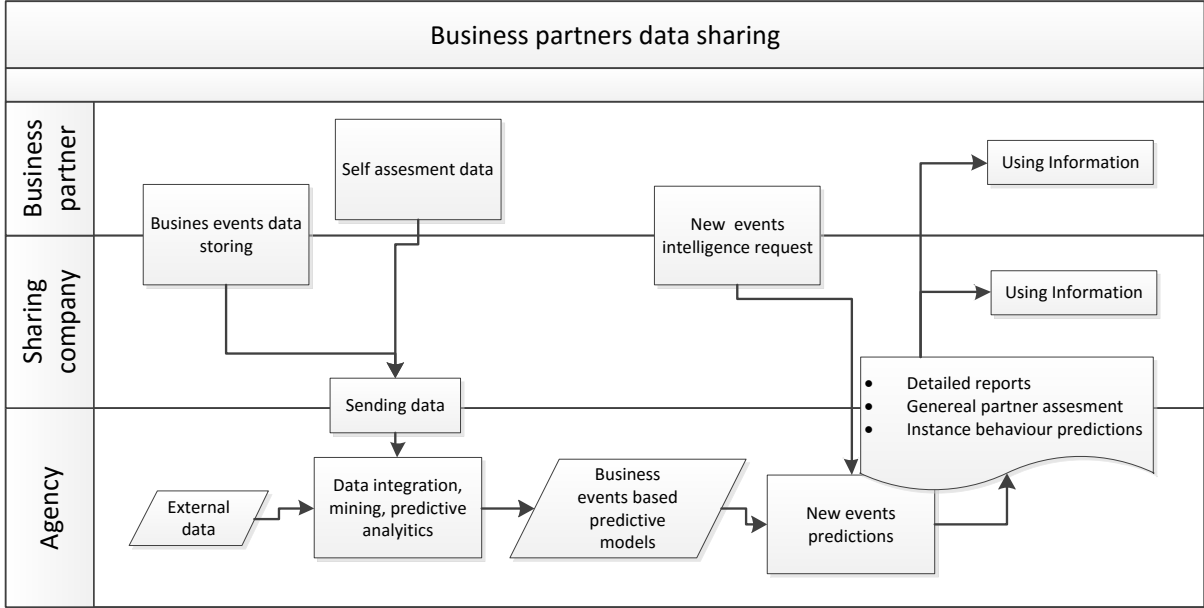 Business partners data sharing
Business
partner
Self assesment data
Using Information
Busines events data
storing
New  events
intelligence request
Sharing
company
Using Information
Sending data
• Detailed reports
• Genereal partner assesment
• Instance behaviour predictions
Agency
External
data
Data integration,
mining, predictive
analyitics
Business
events based
predictive
models
New events
predictions